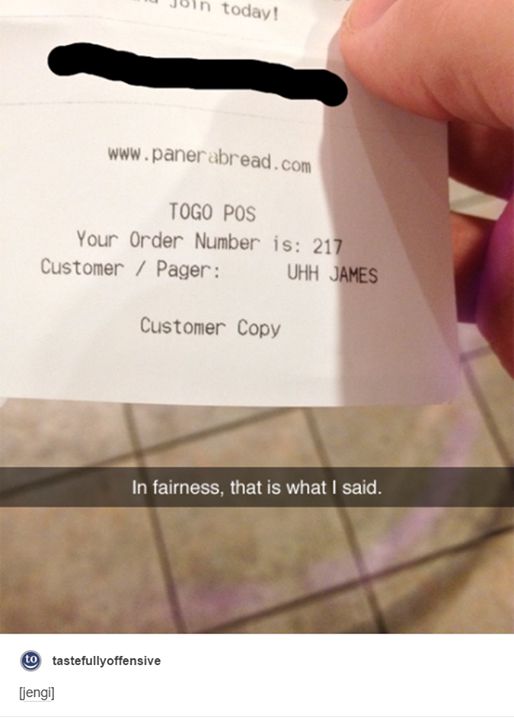 Join today!
www.panerabread.com
TOGO POS
Your Order Number is: 217
Customer / Pager: UHH JAMES
Customer Copy
In fairness, that is what I said.
to tastefullyoffensive
[jengi]